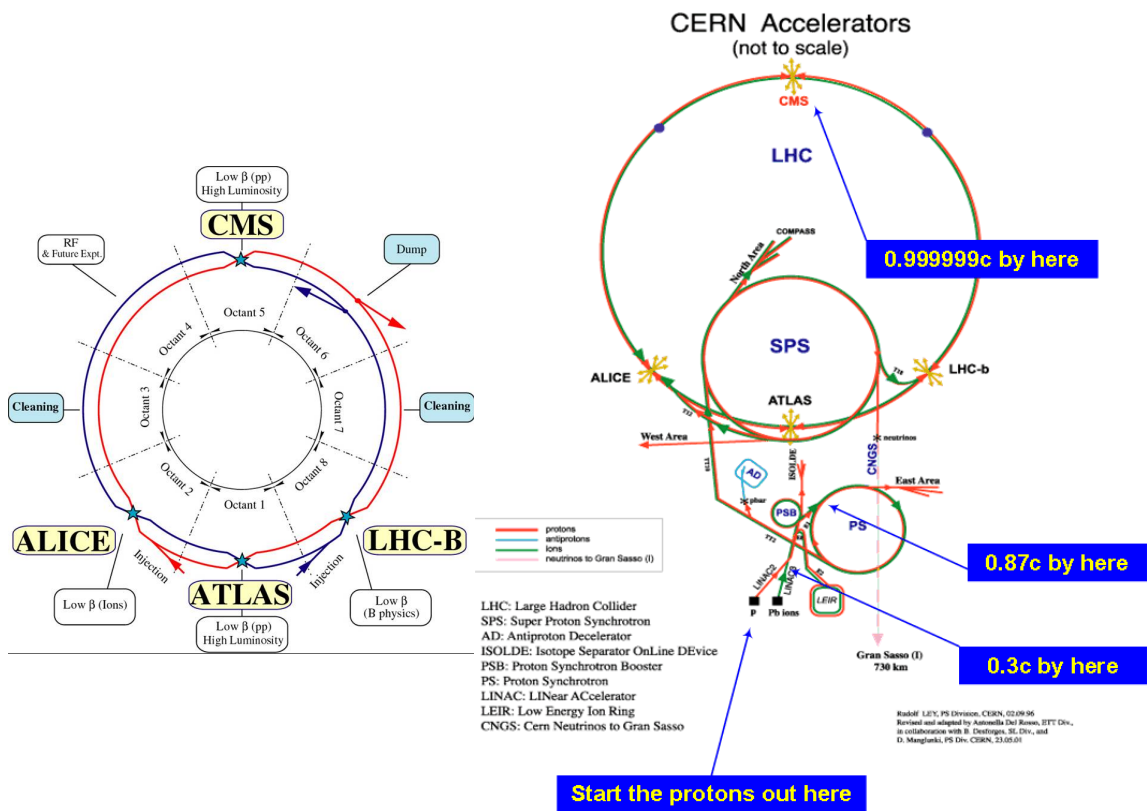 Low β (pp)
High Luminosity
CMS
RF
& Future Expt.
Dump
Octant 4
Octant 5
Octant 6
Cleaning
Octant 3
Octant 7
Cleaning
Octant 2
Octant 1
Octant 8
ALICE
LHC-B
Injection
Injection
ATLAS
Low β (Ions)
Low β (pp)
High Luminosity
Low β
(B physics)
CERN Accelerators
(not to scale)
CMS
LHC
COMPASS
North Area
0.999999c by here
SPS
ALICE
TI8
LHC-b
ATLAS
TI2
West Area
neutrinos
CNGS
TT10
AD
ISOLDE
East Area
pbar
PSB
PS
TT2
E2
protons
antiprotons
ions
neutrinos to Gran Sasso (I)
0.87c by here
LINAC2
LINAC3
LEIR
P
Pb ions
Gran Sasso (I)
730 km
0.3c by here
LHC: Large Hadron Collider
SPS: Super Proton Synchrotron
AD: Antiproton Decelerator
ISOLDE: Isotope Separator OnLine DEvice
PSB: Proton Synchrotron Booster
PS: Proton Synchrotron
LINAC: LINear ACcelerator
LEIR: Low Energy Ion Ring
CNGS: Cern Neutrinos to Gran Sasso
Rudolf LEY, PS Division, CERN, 02.09.96
Revised and adapted by Antonella Del Rosso, ETT Div.,
in collaboration with B. Desforges, SL Div., and
D. Manglunki, PS Div. CERN, 23.05.01
Start the protons out here